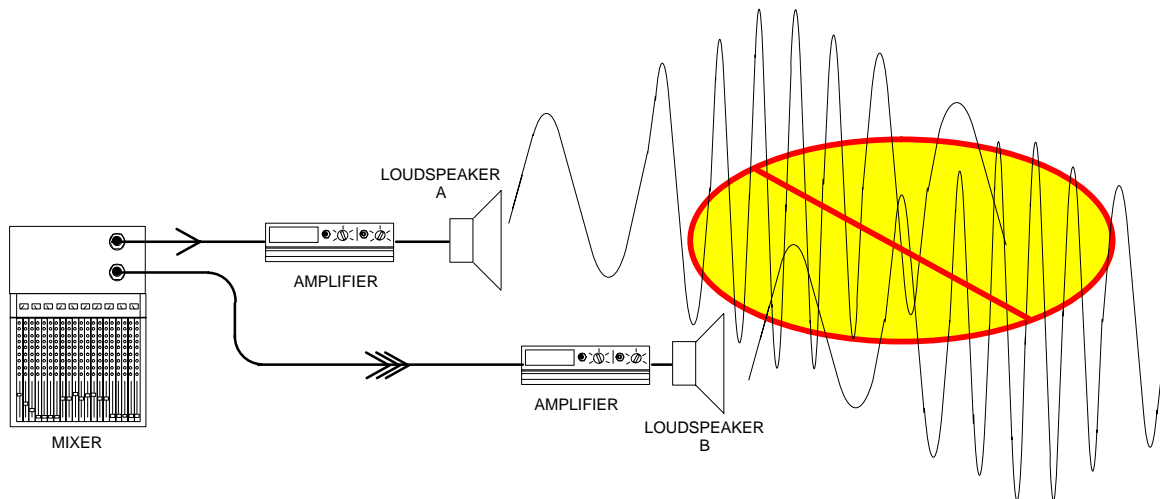 LOUDSPEAKER
A
AMPLIFIER
AMPLIFIER
LOUDSPEAKER
B
MIXER